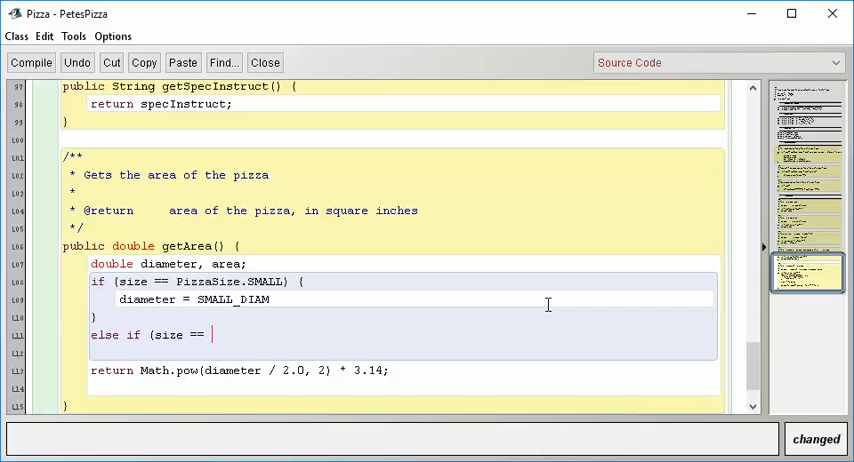 Pizza - PetesPizza
Class Edit Tools Options
Compile Undo Cut Copy Paste Find... Close Source Code
97 public String getSpecInstruct() {
98 return specInstruct;
99 }
100
101 /**
102 * Gets the area of the pizza
103 *
104 * @return area of the pizza, in square inches
105 */
106 public double getArea() {
107 double diameter, area;
108 if (size == PizzaSize.SMALL) {
109 diameter = SMALL_DIAM
110 }
111 else if (size ==
112
113 return Math.pow(diameter / 2.0, 2) * 3.14;
114
115 }
changed